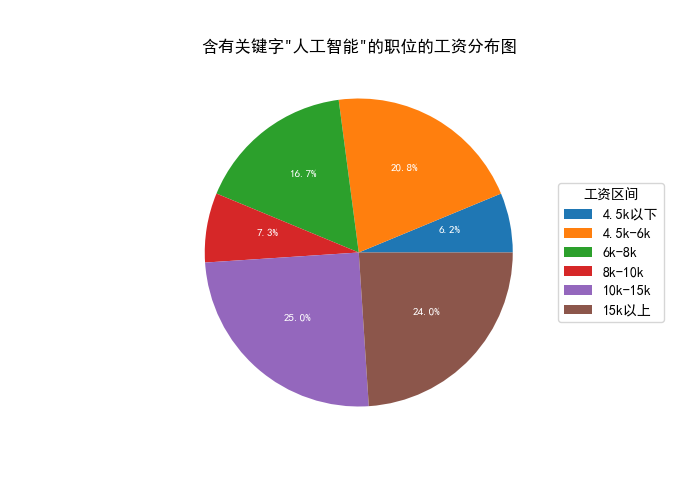 含有关键字"人工智能"的职位的工资分布图
20.8%
16.7%
6.2%
7.3%
25.0%
24.0%
工资区间
4.5k以下
4.5k-6k
6k-8k
8k-10k
10k-15k
15k以上